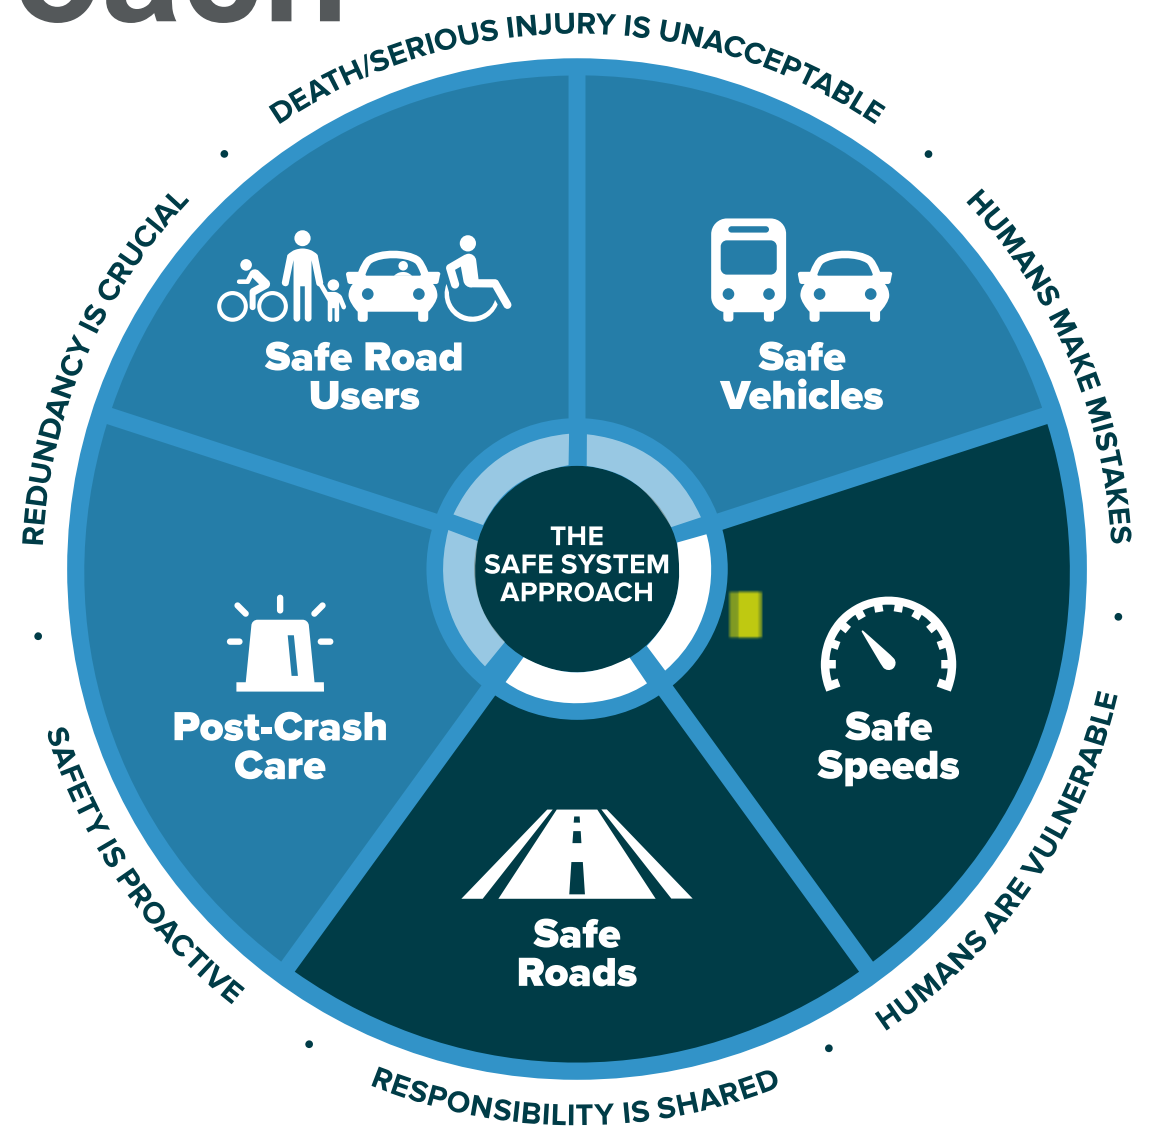 DEATH/SERIOUS INJURY IS UNACCEPTABLE
HUMANS MAKE MISTAKES
HUMANS ARE VULNERABLE
RESPONSIBILITY IS SHARED
SAFETY IS PROACTIVE
REDUNDANCY IS CRUCIAL
Safe Road
Users
Safe
Vehicles
THE
SAFE SYSTEM
APPROACH
Safe
Speeds
Post-Crash
Care
Safe
Roads